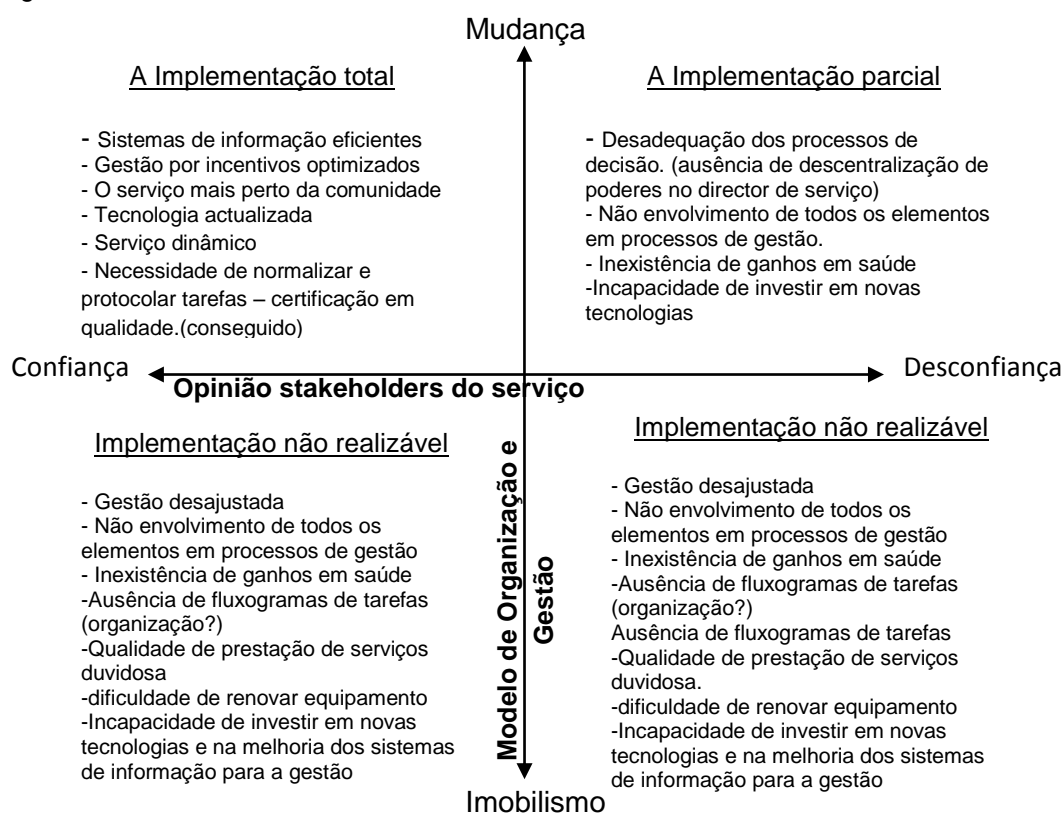 Mudança
A Implementação total
- Sistemas de informação eficientes
- Gestão por incentivos optimizados
- O serviço mais perto da comunidade
- Tecnologia actualizada
- Serviço dinâmico
- Necessidade de normalizar e
protocolar tarefas – certificação em
qualidade.(conseguido)
A Implementação parcial
- Desadequação dos processos de
decisão. (ausência de descentralização de
poderes no director de serviço)
- Não envolvimento de todos os elementos
em processos de gestão.
- Inexistência de ganhos em saúde
-Incapacidade de investir em novas
tecnologias
Confiança
Desconfiança
Opinião stakeholders do serviço
Implementação não realizável
- Gestão desajustada
- Não envolvimento de todos os
elementos em processos de gestão
- Inexistência de ganhos em saúde
-Ausência de fluxogramas de tarefas
(organização?)
-Qualidade de prestação de serviços
duvidosa
-dificuldade de renovar equipamento
-Incapacidade de investir em novas
tecnologias e na melhoria dos sistemas
de informação para a gestão
Modelo de Organização e
Gestão
Implementação não realizável
- Gestão desajustada
- Não envolvimento de todos os
elementos em processos de gestão
- Inexistência de ganhos em saúde
-Ausência de fluxogramas de tarefas
(organização?)
Ausência de fluxogramas de tarefas
-Qualidade de prestação de serviços
duvidosa.
-dificuldade de renovar equipamento
-Incapacidade de investir em novas
tecnologias e na melhoria dos sistemas
de informação para a gestão
Imobilismo